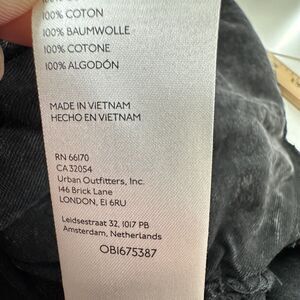 100% COTON
100% BAUMWOLLE
100% COTONE
100% ALGODÓN
MADE IN VIETNAM
HECHO EN VIETNAM
RN 66170
CA 32054
Urban Outfitters, Inc.
146 Brick Lane
LONDON, E1 6RU
Leidsestraat 32, 1017 PB
Amsterdam, Netherlands
OB1675387